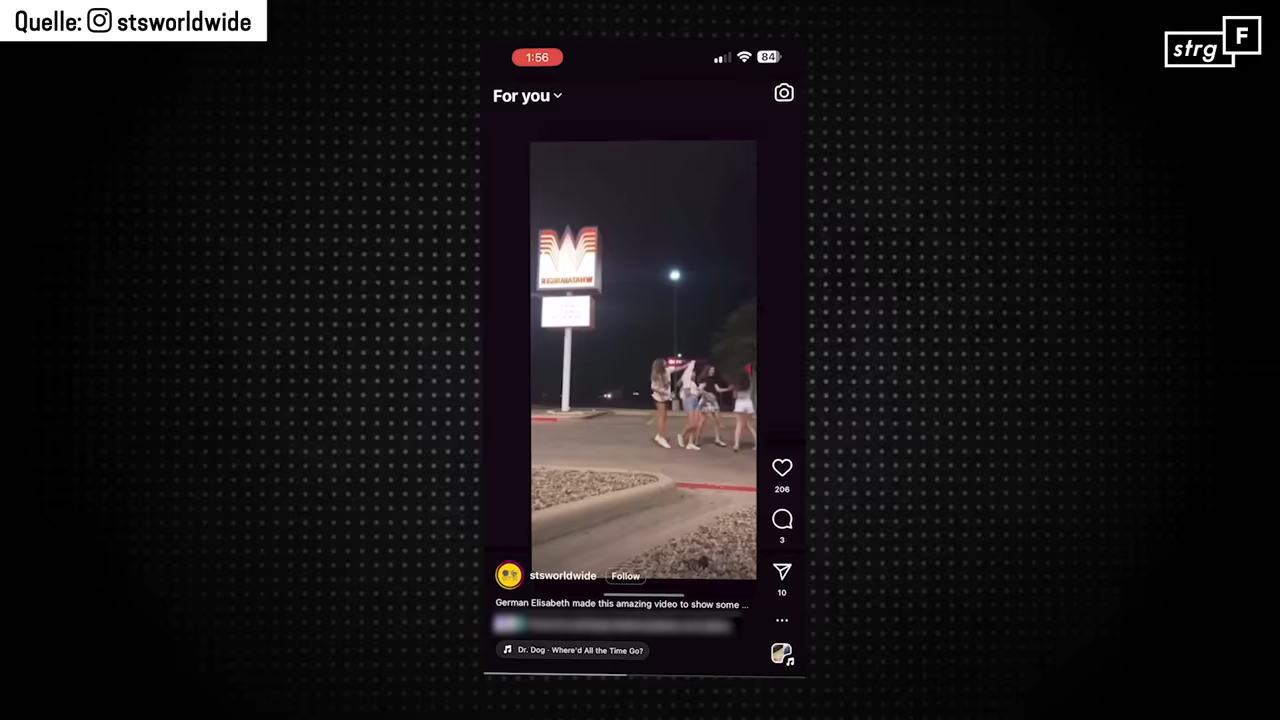 Quelle: stsworldwide
strg F
1:56
84
For you
WHATABURGER
206
3
10
stsworldwide
Follow
German Elisabeth made this amazing video to show some ...
Dr. Dog · Where'd All the Time Go?